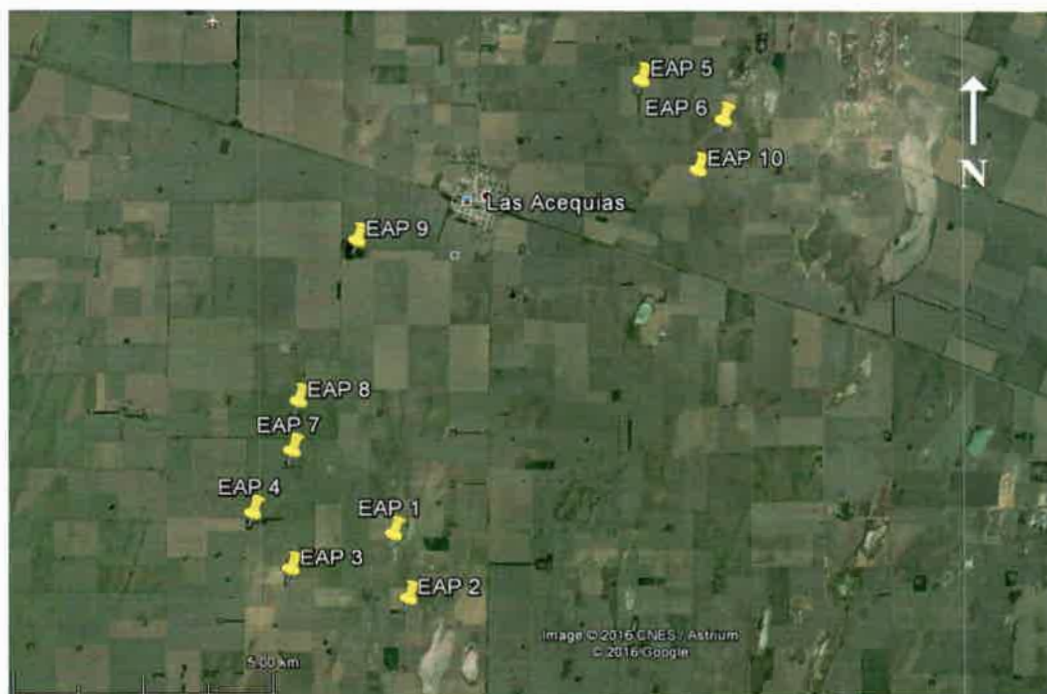 EAP 5
EAP 6
EAP 10
N
Las Acequias
EAP 9
EAP 8
EAP 7
EAP 4
EAP 1
EAP 3
EAP 2
Image © 2016 CNES / Astrium
© 2016 Google
5.00 km